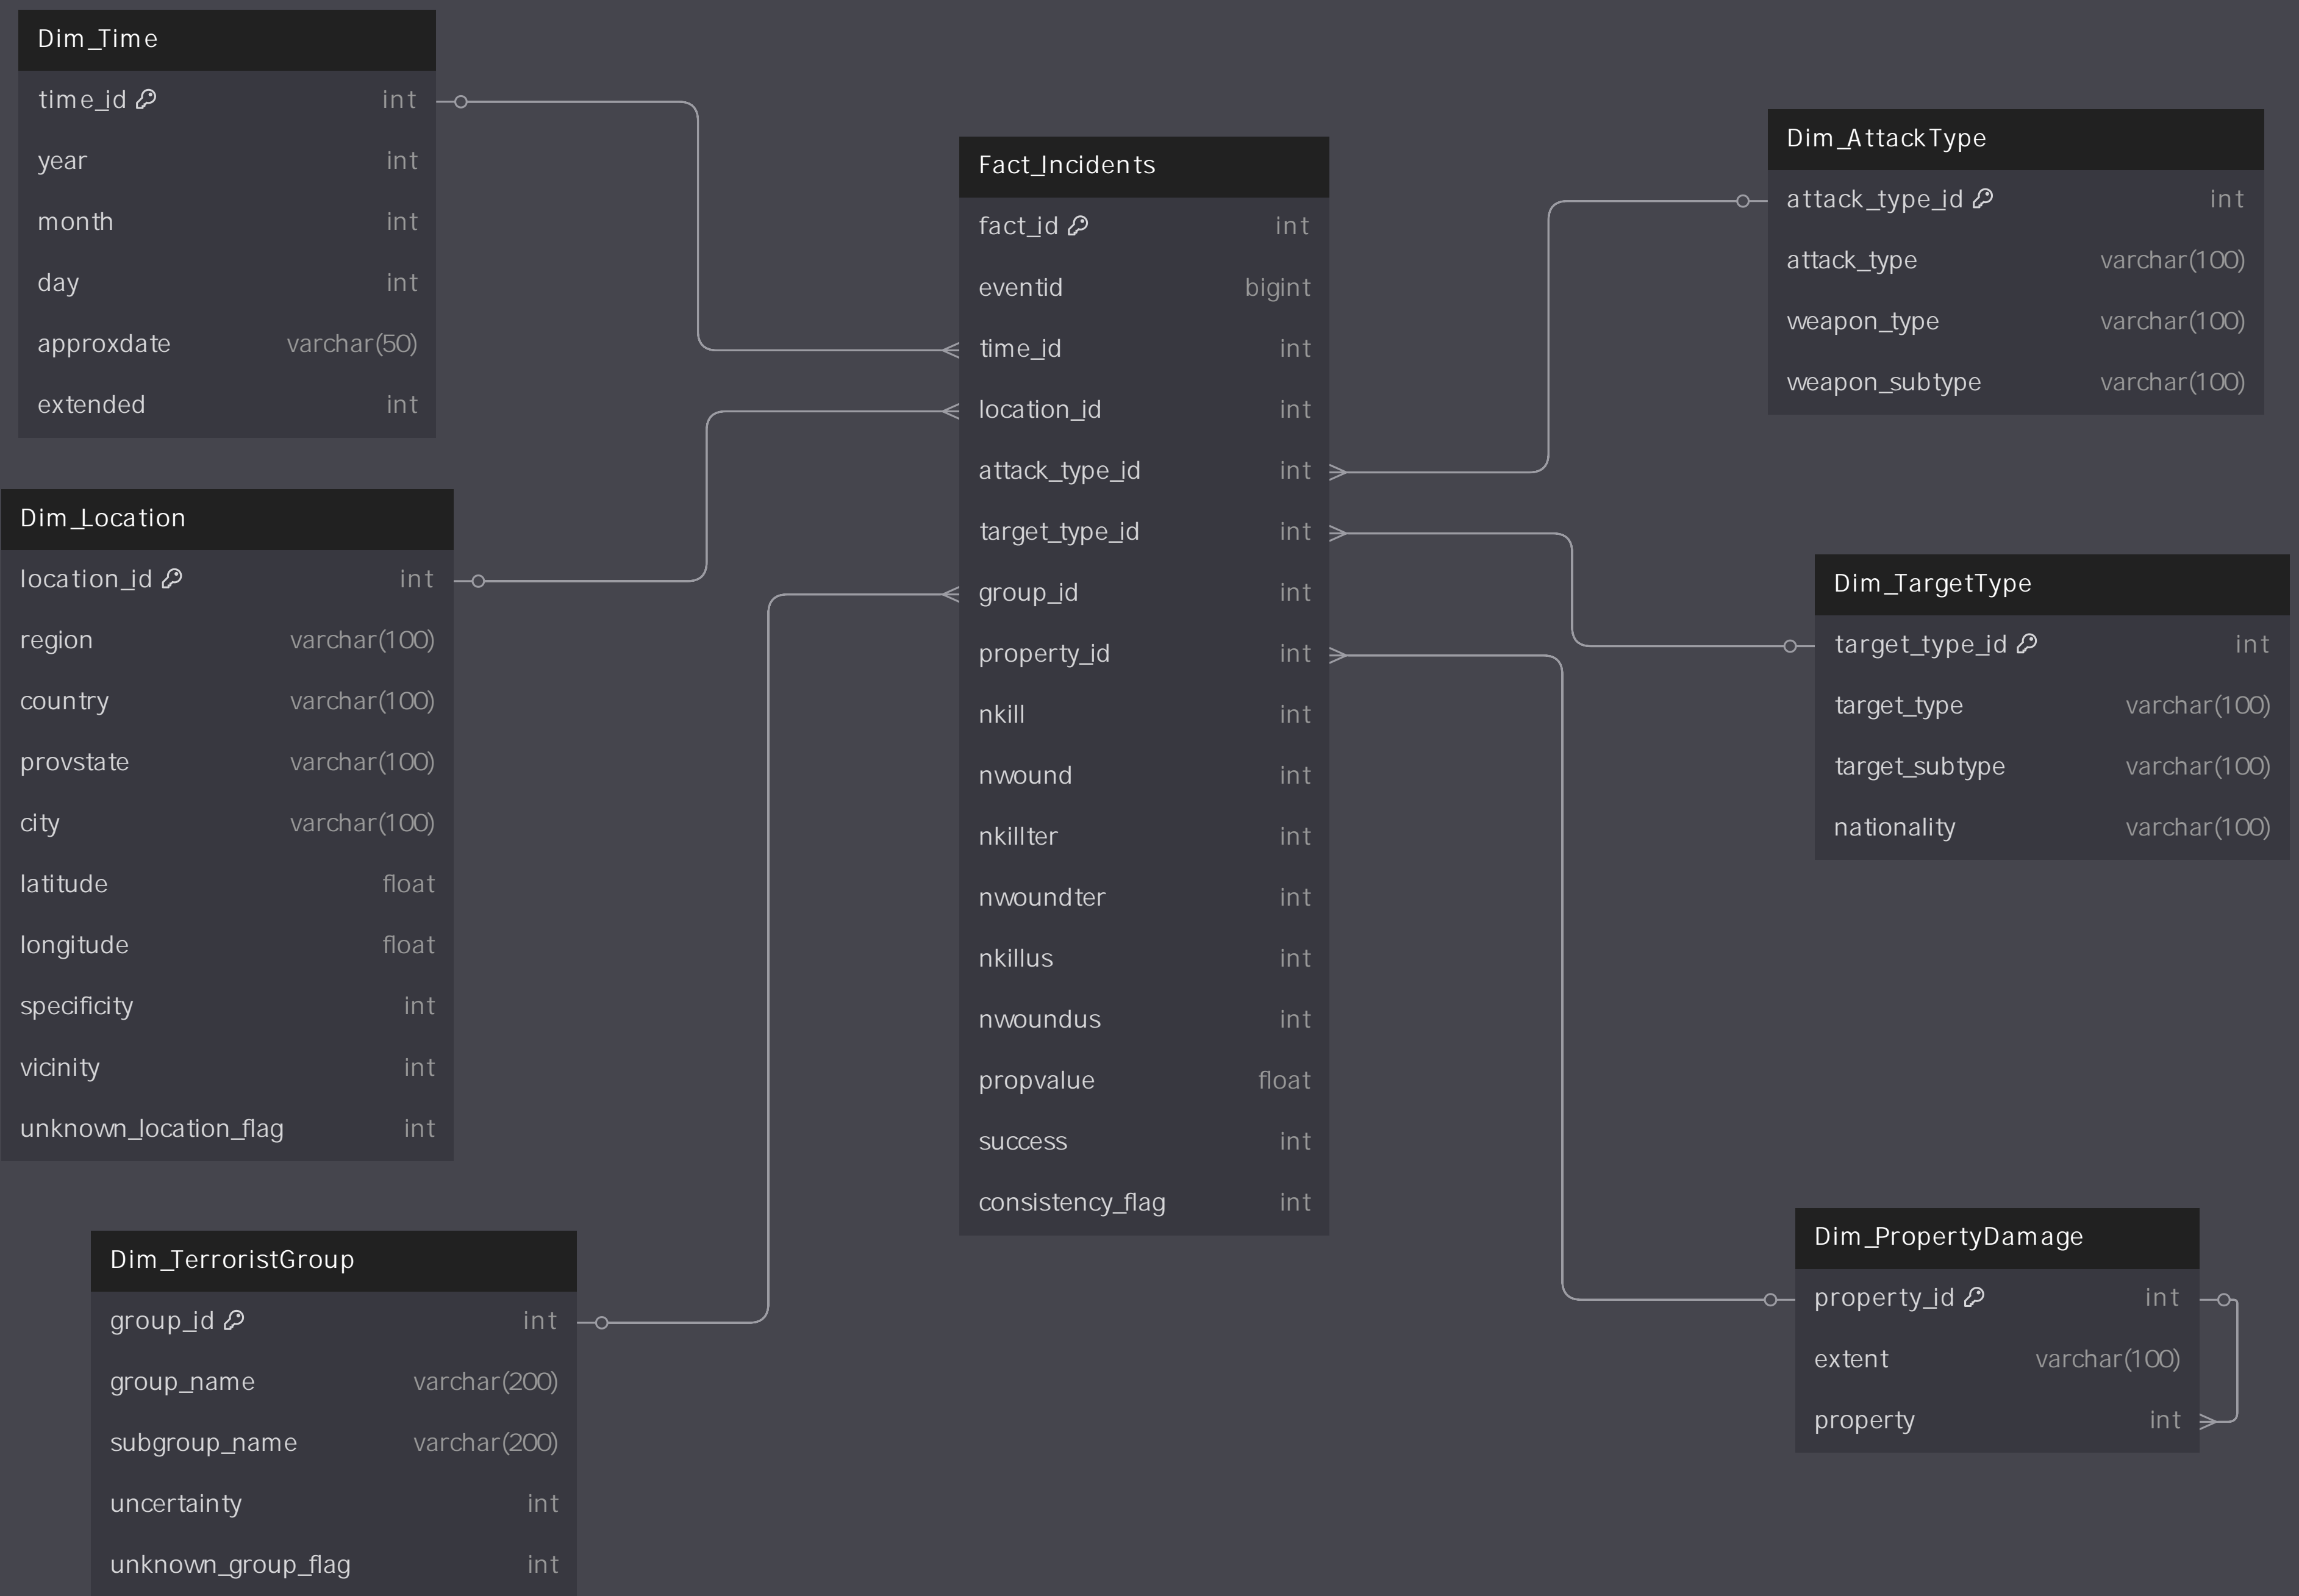 Dim_Time
time_id int
year int
month int
day int
approxdate varchar(50)
extended int
Dim_Location
location_id int
region varchar(100)
country varchar(100)
provstate varchar(100)
city varchar(100)
latitude float
longitude float
specificity int
vicinity int
unknown_location_flag int
Dim_TerroristGroup
group_id int
group_name varchar(200)
subgroup_name varchar(200)
uncertainty int
unknown_group_flag int
Fact_Incidents
fact_id int
eventid bigint
time_id int
location_id int
attack_type_id int
target_type_id int
group_id int
property_id int
nkill int
nwound int
nkillter int
nwoundter int
nkillus int
nwoundus int
propvalue float
success int
consistency_flag int
Dim_AttackType
attack_type_id int
attack_type varchar(100)
weapon_type varchar(100)
weapon_subtype varchar(100)
Dim_TargetType
target_type_id int
target_type varchar(100)
target_subtype varchar(100)
nationality varchar(100)
Dim_PropertyDamage
property_id int
extent varchar(100)
property int